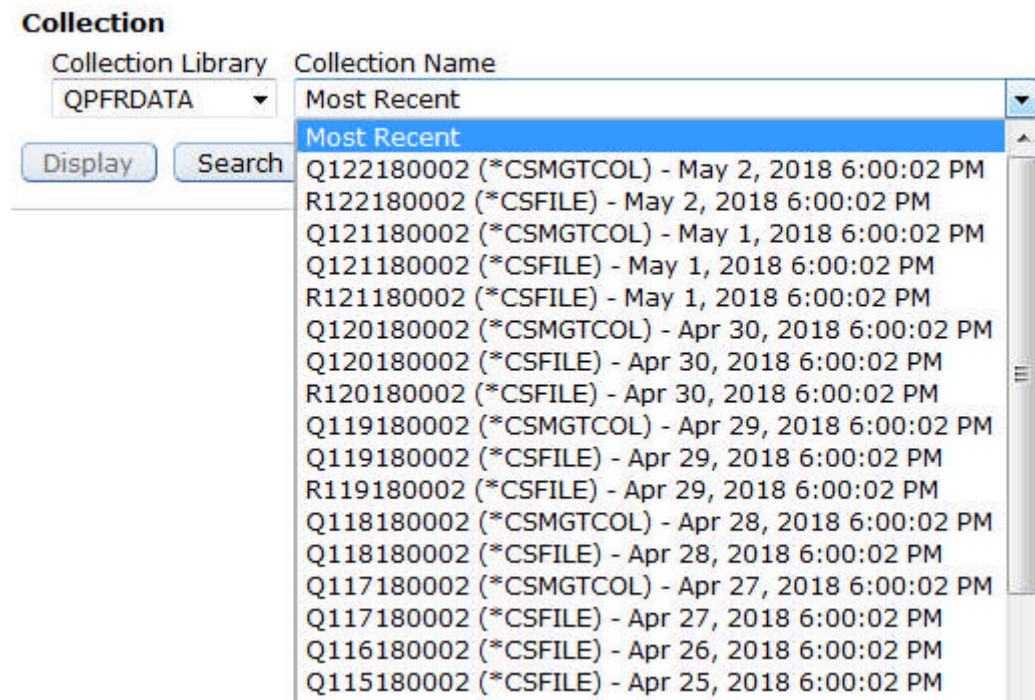 Collection
Collection Library Collection Name
QPFRDATA Most Recent
Most Recent
Display Search
Q122180002 (*CSMGTCOL) - May 2, 2018 6:00:02 PM
R122180002 (*CSFILE) - May 2, 2018 6:00:02 PM
Q121180002 (*CSMGTCOL) - May 1, 2018 6:00:02 PM
Q121180002 (*CSFILE) - May 1, 2018 6:00:02 PM
R121180002 (*CSFILE) - May 1, 2018 6:00:02 PM
Q120180002 (*CSMGTCOL) - Apr 30, 2018 6:00:02 PM
Q120180002 (*CSFILE) - Apr 30, 2018 6:00:02 PM
R120180002 (*CSFILE) - Apr 30, 2018 6:00:02 PM
Q119180002 (*CSMGTCOL) - Apr 29, 2018 6:00:02 PM
Q119180002 (*CSFILE) - Apr 29, 2018 6:00:02 PM
R119180002 (*CSFILE) - Apr 29, 2018 6:00:02 PM
Q118180002 (*CSMGTCOL) - Apr 28, 2018 6:00:02 PM
Q118180002 (*CSFILE) - Apr 28, 2018 6:00:02 PM
Q117180002 (*CSMGTCOL) - Apr 27, 2018 6:00:02 PM
Q117180002 (*CSFILE) - Apr 27, 2018 6:00:02 PM
Q116180002 (*CSFILE) - Apr 26, 2018 6:00:02 PM
Q115180002 (*CSFILE) - Apr 25, 2018 6:00:02 PM